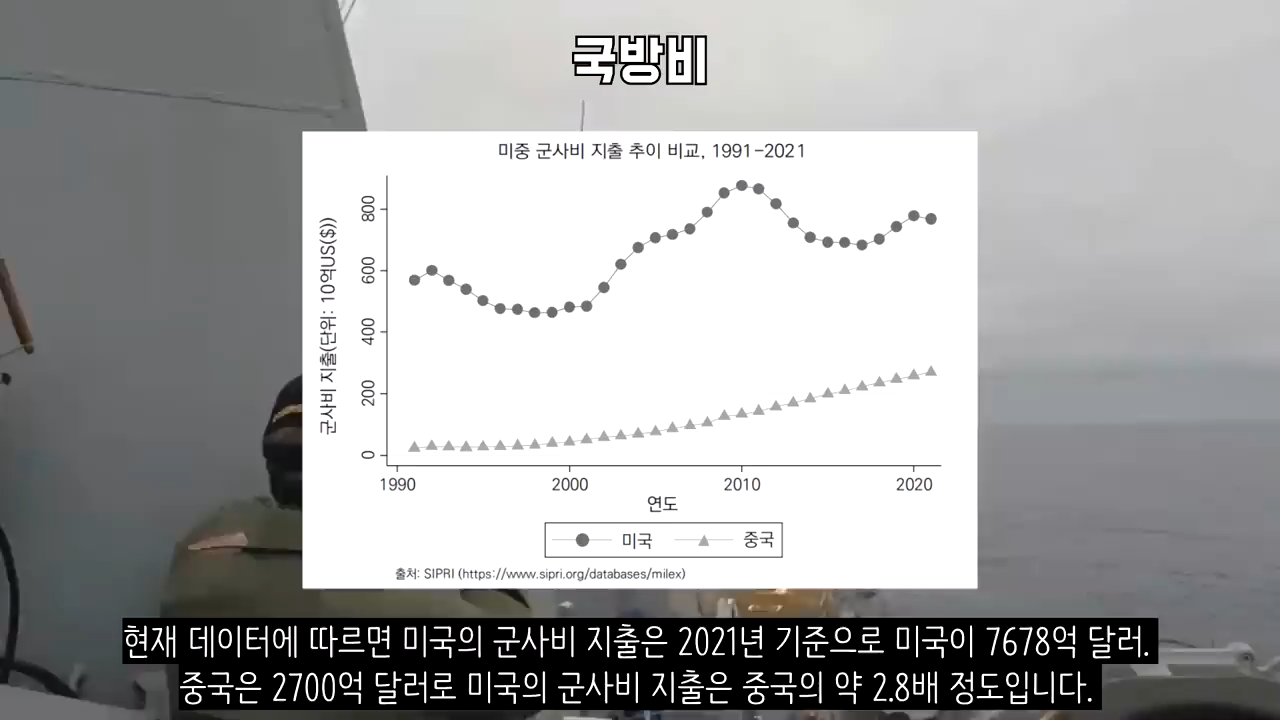 국방비
미중 군사비 지출 추이 비교, 1991-2021
군사비 지출(단위: 10억US($))
800
600
400
200
0
1990 2000 2010 2020
연도
미국 중국
출처: SIPRI (https://www.sipri.org/databases/milex)
현재 데이터에 따르면 미국의 군사비 지출은 2021년 기준으로 미국이 7678억 달러.
중국은 2700억 달러로 미국의 군사비 지출은 중국의 약 2.8배 정도입니다.